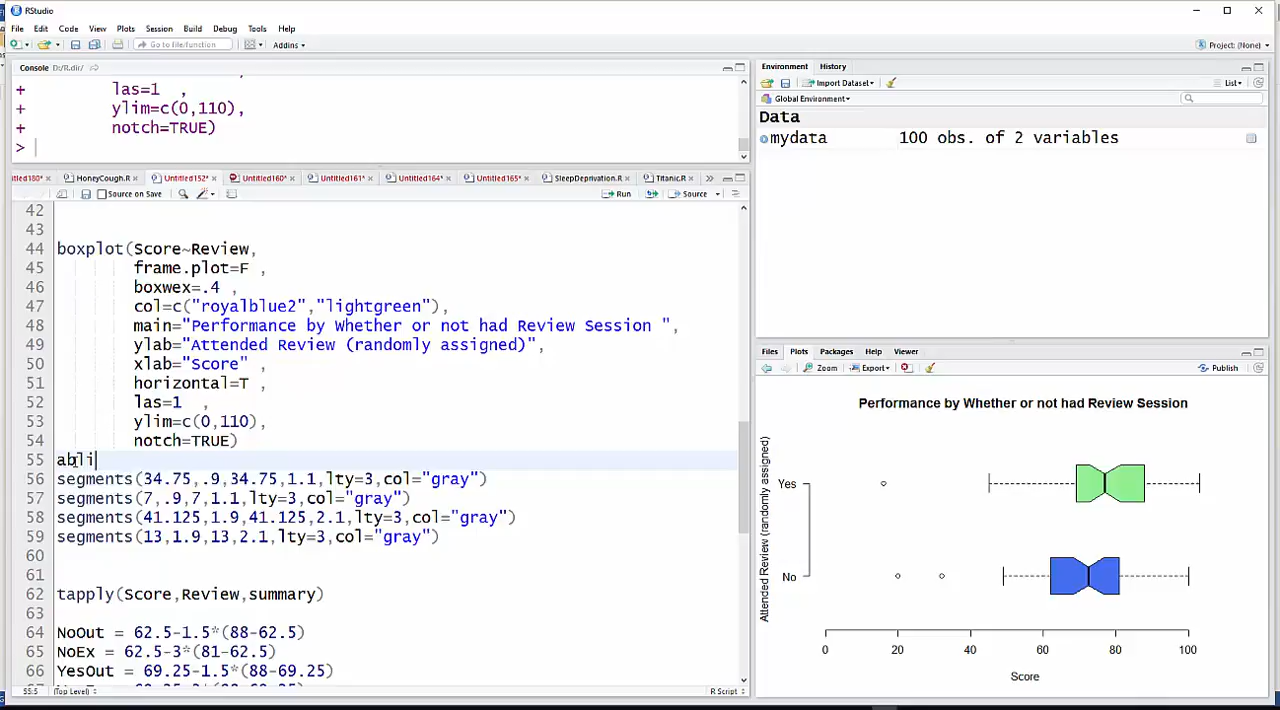 RStudio
File Edit Code View Plots Session Build Debug Tools Help
Go to file/function Addins Project: (None)
Console D:/R.dir/
+ las=1 ,
+ ylim=c(0,110),
+ notch=TRUE)
>
ntitled180* HoneyCough.R Untitled152* Untitled160* Untitled161* Untitled164* Untitled165* SleepDeprivation.R Titanic.R
Source on Save Run Source
42
43
44 boxplot(Score~Review,
45 frame.plot=F ,
46 boxwex=.4 ,
47 col=c("royalblue2","lightgreen"),
48 main="Performance by Whether or not had Review Session ",
49 ylab="Attended Review (randomly assigned)",
50 xlab="Score" ,
51 horizontal=T ,
52 las=1 ,
53 ylim=c(0,110),
54 notch=TRUE)
55 abli
56 segments(34.75,.9,34.75,1.1,lty=3,col="gray")
57 segments(7,.9,7,1.1,lty=3,col="gray")
58 segments(41.125,1.9,41.125,2.1,lty=3,col="gray")
59 segments(13,1.9,13,2.1,lty=3,col="gray")
60
61
62 tapply(Score,Review,summary)
63
64 NoOut = 62.5-1.5*(88-62.5)
65 NoEx = 62.5-3*(81-62.5)
66 YesOut = 69.25-1.5*(88-69.25)
55:5 (Top Level) R Script
Environment History
Import Dataset List
Global Environment
Data
mydata 100 obs. of 2 variables
Files Plots Packages Help Viewer
Zoom Export Publish
Performance by Whether or not had Review Session
Attended Review (randomly assigned)
Yes
No
0 20 40 60 80 100
Score